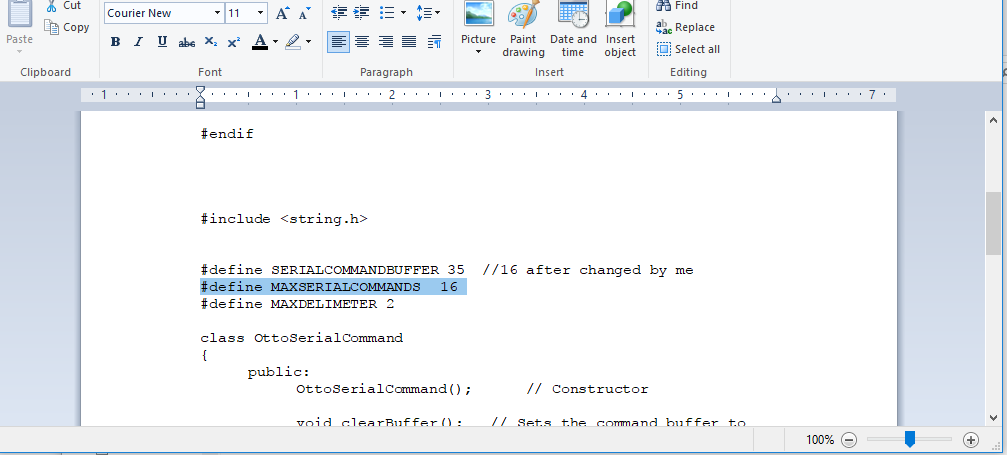 Cut
Find
Courier New
11
A
A
Copy
Replace
Paste
B I U abc X₂ X² A
Picture
Paint drawing
Date and time
Insert object
Select all
Clipboard
Font
Paragraph
Insert
Editing
1 1 2 3 4 5 7
#endif
#include <string.h>
#define SERIALCOMMANDBUFFER 35 //16 after changed by me
#define MAXSERIALCOMMANDS 16
#define MAXDELIMETER 2
class OttoSerialCommand
{
public:
OttoSerialCommand(); // Constructor
void clearBuffer(); // Sets the command buffer to
100%